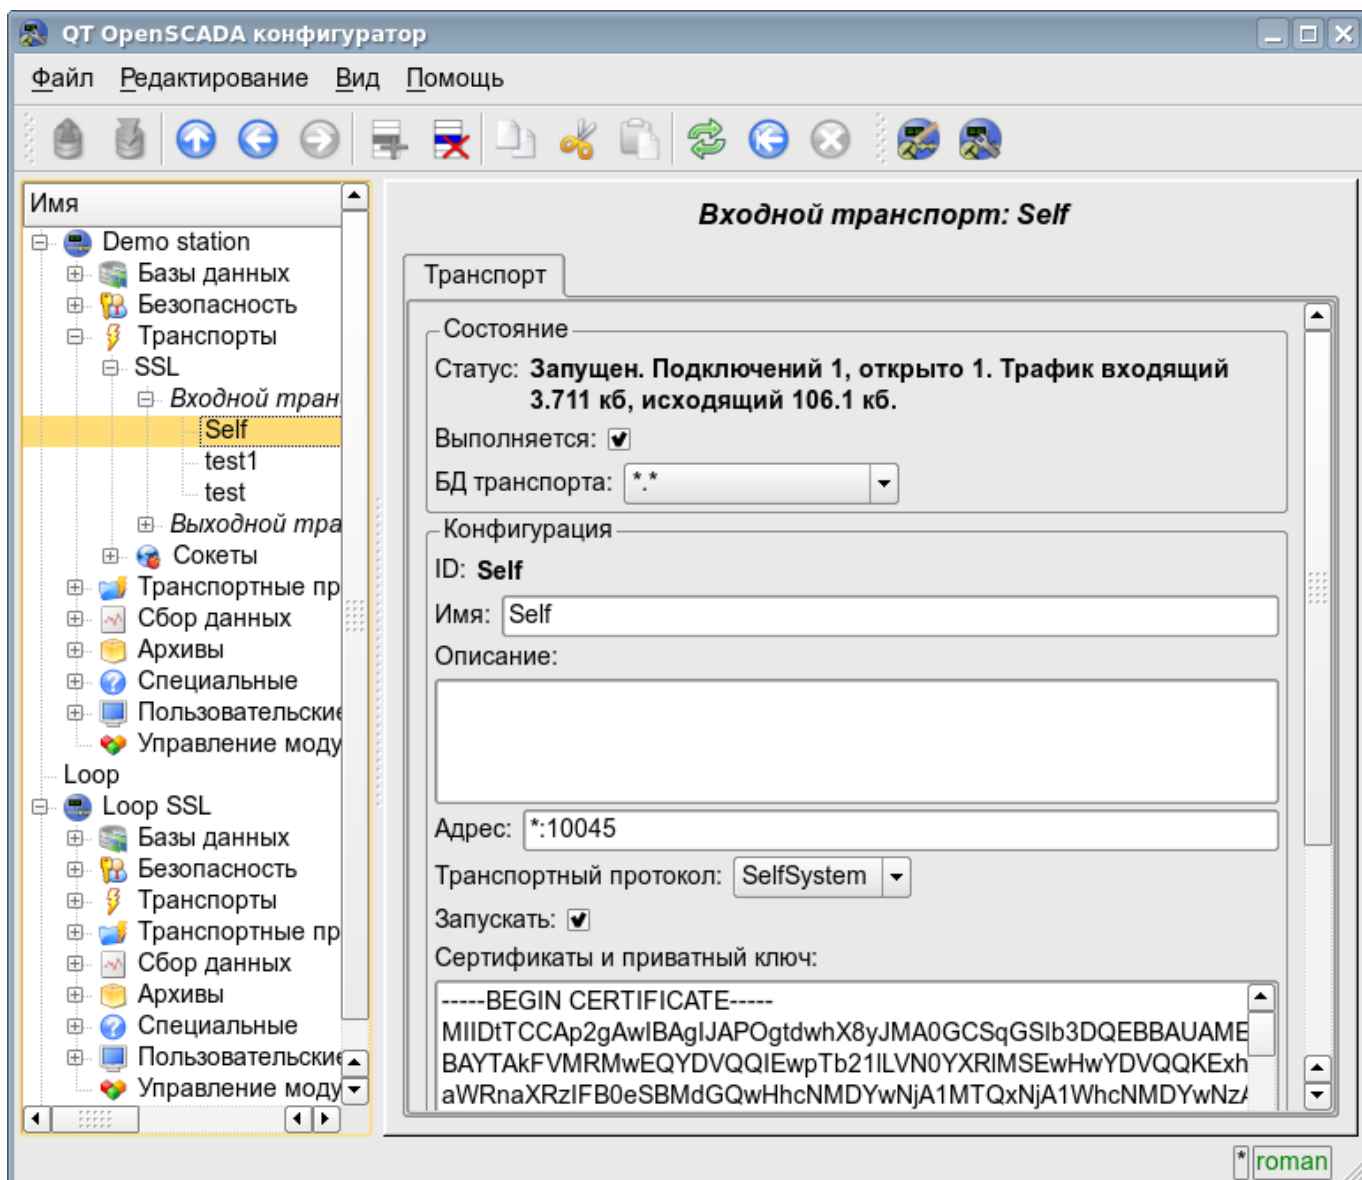 QT OpenSCADA конфигуратор
Файл Редактирование Вид Помощь
Имя
Demo station
Базы данных
Безопасность
Транспорты
SSL
Входной тран
Self
test1
test
Выходной тра
Сокеты
Транспортные пр
Сбор данных
Архивы
Специальные
Пользовательские
Управление моду
Loop
Loop SSL
Базы данных
Безопасность
Транспорты
Транспортные пр
Сбор данных
Архивы
Специальные
Пользовательские
Управление моду
Входной транспорт: Self
Транспорт
Состояние
Статус: Запущен. Подключений 1, открыто 1. Трафик входящий
3.711 кб, исходящий 106.1 кб.
Выполняется:
БД транспорта: *.*
Конфигурация
ID: Self
Имя: Self
Описание:
Адрес: *:10045
Транспортный протокол: SelfSystem
Запускать:
Сертификаты и приватный ключ:
-----BEGIN CERTIFICATE-----
MIIDtTCCAp2gAwIBAgIJAPOgtdwhX8yJMA0GCSqGSIb3DQEBBAUAME
BAYTAkFVMRMwEQYDVQQIEwpTb21lLVN0YXRlMSEwHwYDVQQKExh
aWRnaXRzIFB0eSBMdGQwHhcNMDYwNjA1MTQxNjA1WhcNMDYwNzA
* roman